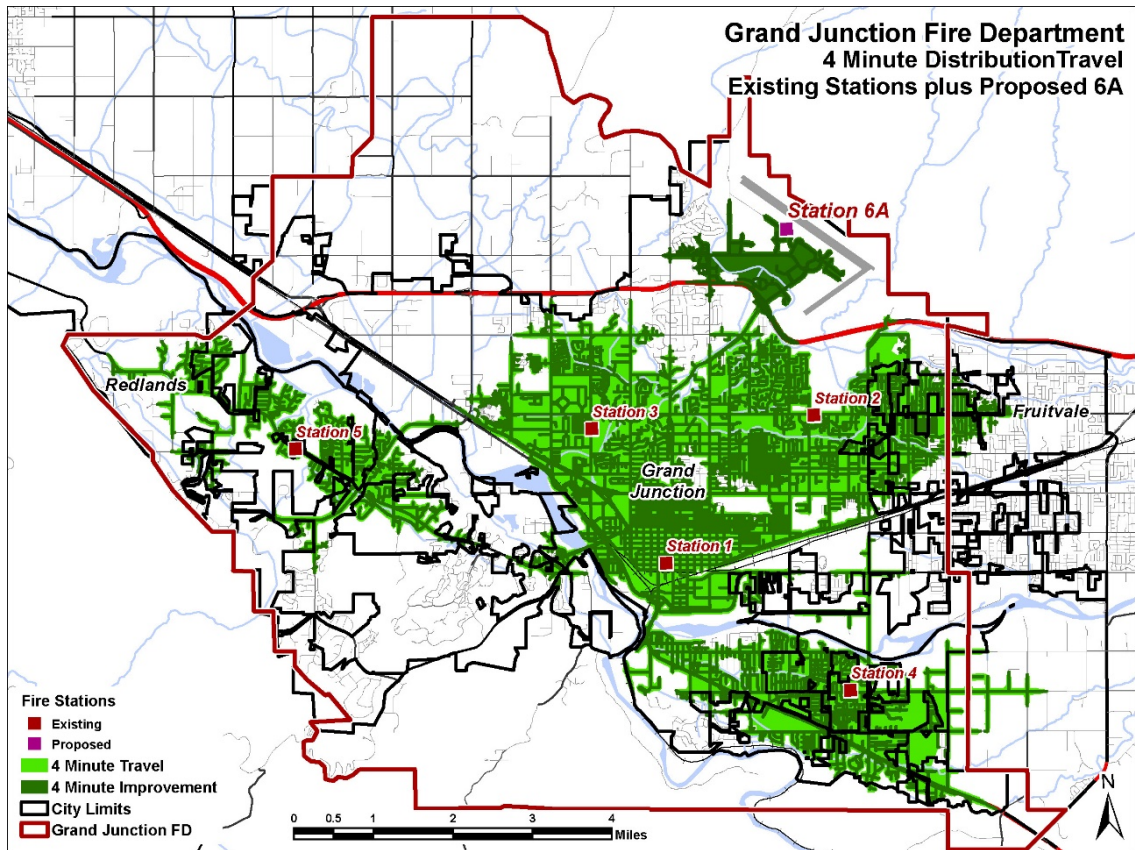 Grand Junction Fire Department
4 Minute DistributionTravel
Existing Stations plus Proposed 6A
Station 6A
Redlands
Station 5
Station 3
Station 2
Fruitvale
Grand
Junction
Station 1
Station 4
Fire Stations
Existing
Proposed
4 Minute Travel
4 Minute Improvement
City Limits
Grand Junction FD
0 0.5 1 2 3 4
Miles
N